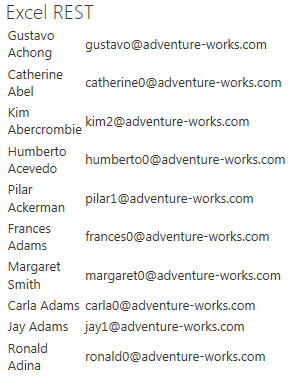 Excel REST
Gustavo
Achong
gustavo@adventure-works.com
Catherine
Abel
catherine0@adventure-works.com
Kim
Abercrombie
kim2@adventure-works.com
Humberto
Acevedo
humberto0@adventure-works.com
Pilar
Ackerman
pilar1@adventure-works.com
Frances
Adams
frances0@adventure-works.com
Margaret
Smith
margaret0@adventure-works.com
Carla Adams carla0@adventure-works.com
Jay Adams jay1@adventure-works.com
Ronald
Adina
ronald0@adventure-works.com